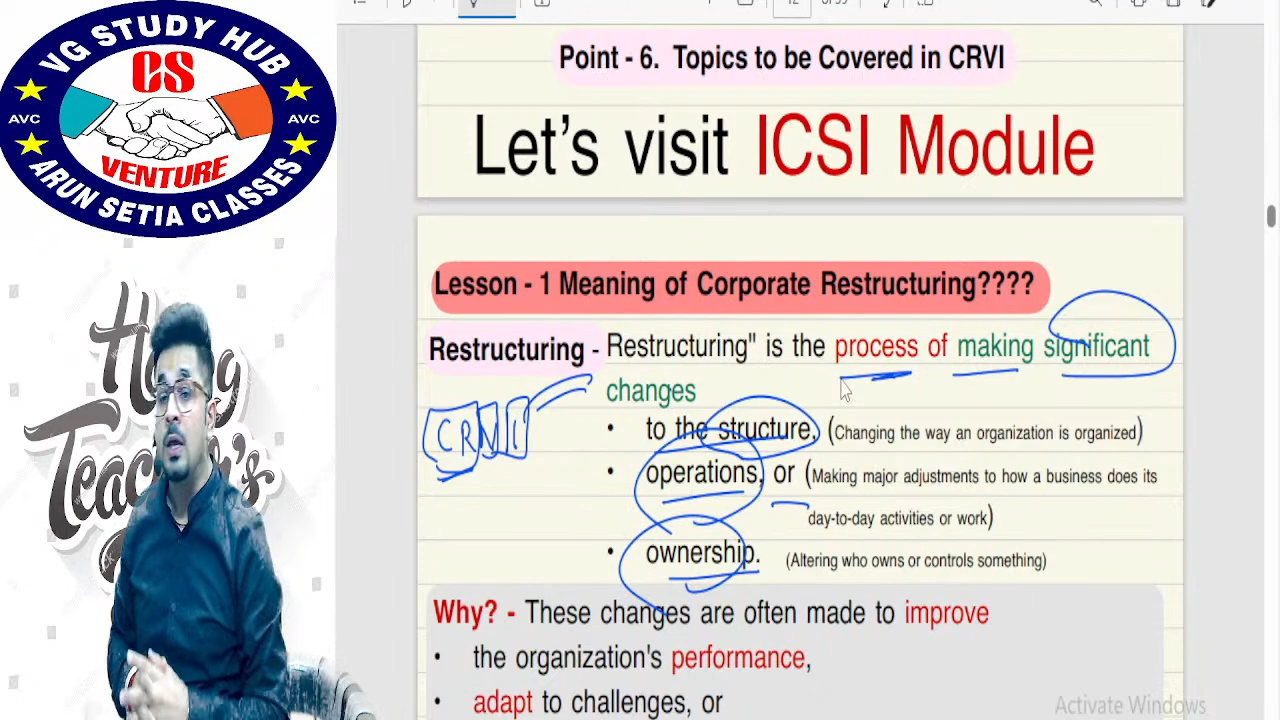 VG STUDY HUB
CS
AVC
AVC
VENTURE
ARUN SETIA CLASSES
Teacher's
Point - 6. Topics to be Covered in CRVI
Let's visit ICSI Module
Lesson - 1 Meaning of Corporate Restructuring????
Restructuring - Restructuring" is the process of making significant
changes
CRVI
• to the structure, (Changing the way an organization is organized)
• operations, or (Making major adjustments to how a business does its
day-to-day activities or work)
• ownership. (Altering who owns or controls something)
Why? - These changes are often made to improve
• the organization's performance,
• adapt to challenges, or
Activate Windows